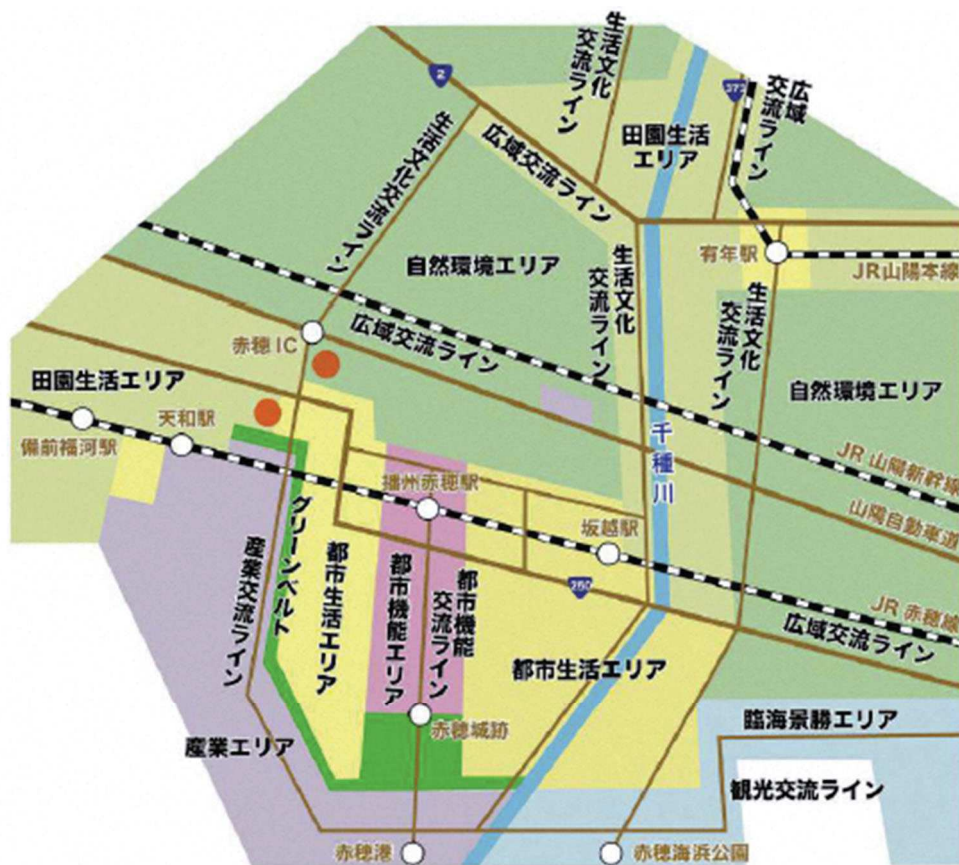 生活文化
交流ライン
2
373
広域
交流ライン
生活文化交流ライン
広域交流ライン
田園生活
エリア
有年駅
JR山陽本線
自然環境エリア
生活文化
交流ライン
生活文化
交流ライン
赤穂IC
広域交流ライン
田園生活エリア
自然環境エリア
天和駅
備前福河駅
千種川
JR山陽新幹線
播州赤穂駅
山陽自動車道
坂越駅
グリーンベルト
産業交流ライン
都市生活エリア
都市機能エリア
都市機能
交流ライン
250
JR赤穂線
広域交流ライン
都市生活エリア
赤穂城跡
臨海景勝エリア
産業エリア
観光交流ライン
赤穂港
赤穂海浜公園